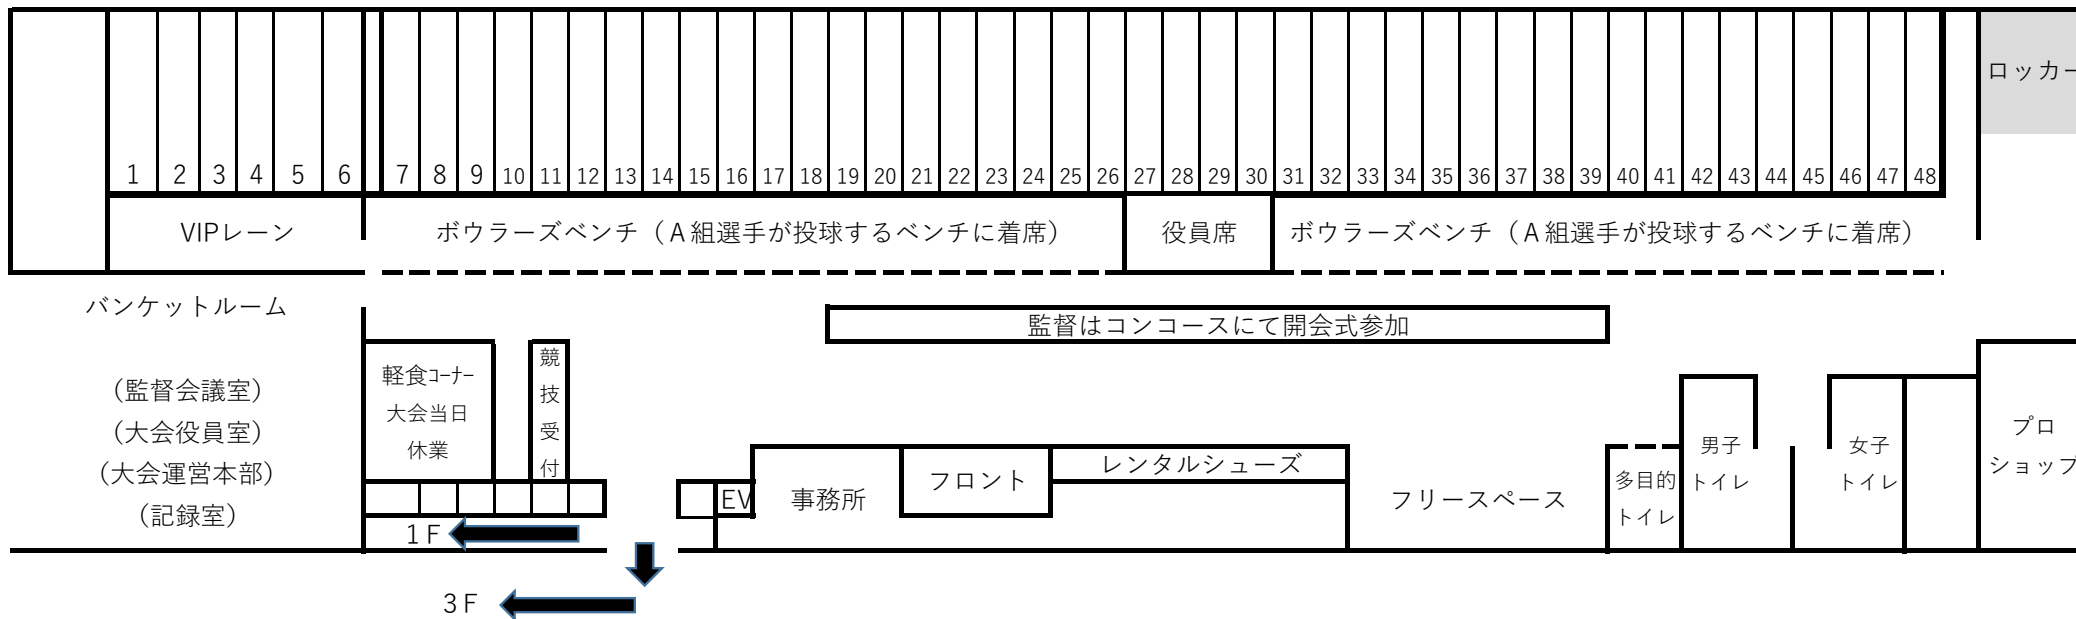 ロッカー
1 2 3 4 5 6 7 8 9 10 11 12 13 14 15 16 17 18 19 20 21 22 23 24 25 26 27 28 29 30 31 32 33 34 35 36 37 38 39 40 41 42 43 44 45 46 47 48
VIPレーン
ボウラーズベンチ（A組選手が投球するベンチに着席）
役員席
ボウラーズベンチ（A組選手が投球するベンチに着席）
バンケットルーム
監督はコンコースにて開会式参加
(監督会議室)
(大会役員室)
(大会運営本部)
(記録室)
軽食ｺｰﾅｰ
大会当日
休業
競
技
受
付
EV
事務所
フロント
レンタルシューズ
フリースペース
多目的
トイレ
男子
トイレ
女子
トイレ
プロ
ショップ
1F
3F